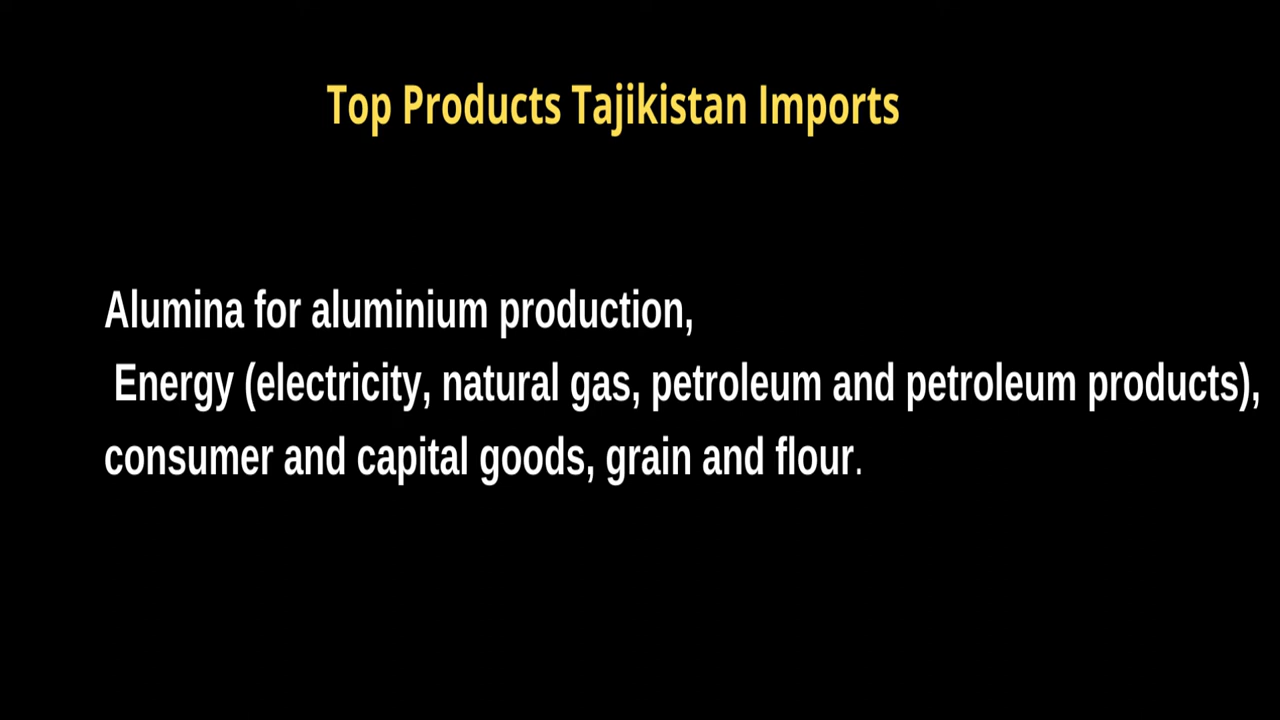 Top Products Tajikistan Imports
Alumina for aluminium production,
Energy (electricity, natural gas, petroleum and petroleum products),
consumer and capital goods, grain and flour.